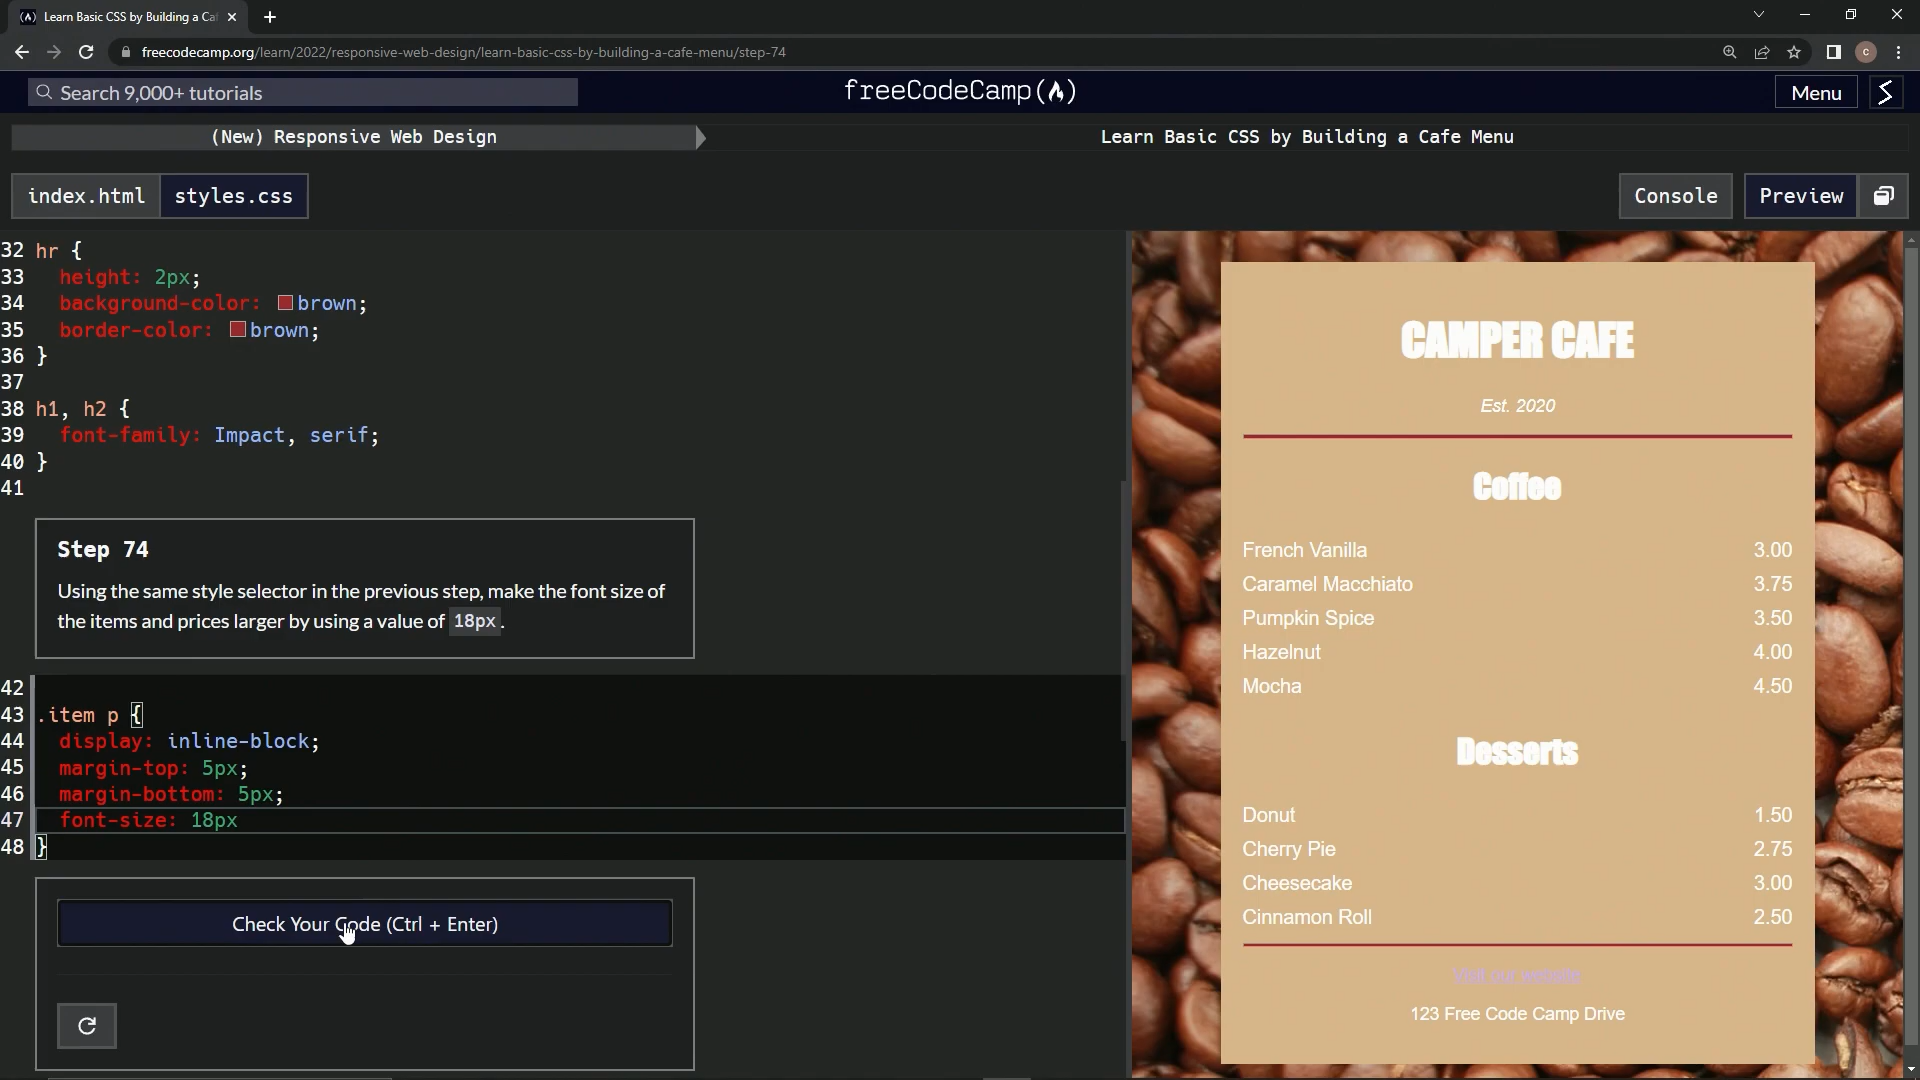 Learn Basic CSS by Building a Caf
freecodecamp.org/learn/2022/responsive-web-design/learn-basic-css-by-building-a-cafe-menu/step-74
C
Search 9,000+ tutorials
freeCodeCamp
Menu
(New) Responsive Web Design
Learn Basic CSS by Building a Cafe Menu
index.html
styles.css
Console
Preview
32 hr {
33 height: 2px;
34 background-color: brown;
35 border-color: brown;
36 }
37
38 h1, h2 {
39 font-family: Impact, serif;
40 }
41
Step 74
Using the same style selector in the previous step, make the font size of
the items and prices larger by using a value of 18px.
42
43 .item p {
44 display: inline-block;
45 margin-top: 5px;
46 margin-bottom: 5px;
47 font-size: 18px
48 }
Check Your Code (Ctrl + Enter)
CAMPER CAFE
Est. 2020
Coffee
French Vanilla 3.00
Caramel Macchiato 3.75
Pumpkin Spice 3.50
Hazelnut 4.00
Mocha 4.50
Desserts
Donut 1.50
Cherry Pie 2.75
Cheesecake 3.00
Cinnamon Roll 2.50
Visit our website
123 Free Code Camp Drive